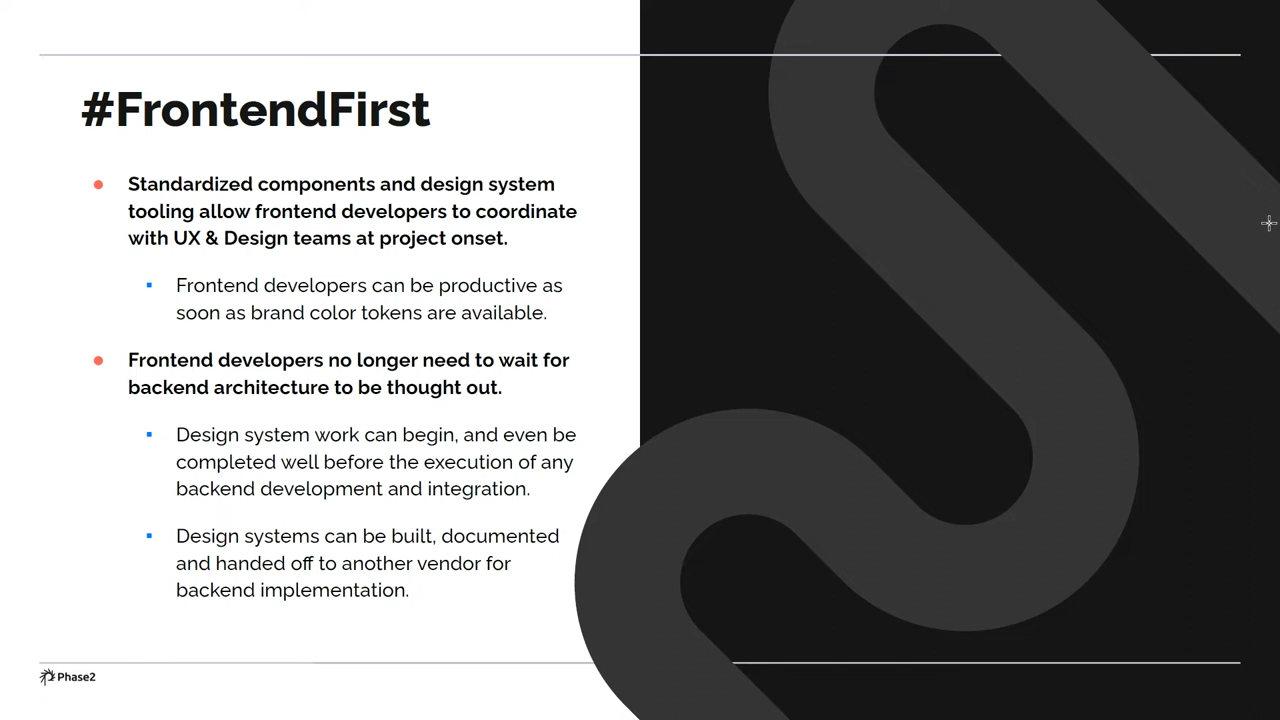 #FrontendFirst
Standardized components and design system
tooling allow frontend developers to coordinate
with UX & Design teams at project onset.
Frontend developers can be productive as
soon as brand color tokens are available.
Frontend developers no longer need to wait for
backend architecture to be thought out.
Design system work can begin, and even be
completed well before the execution of any
backend development and integration.
Design systems can be built, documented
and handed off to another vendor for
backend implementation.
Phase2